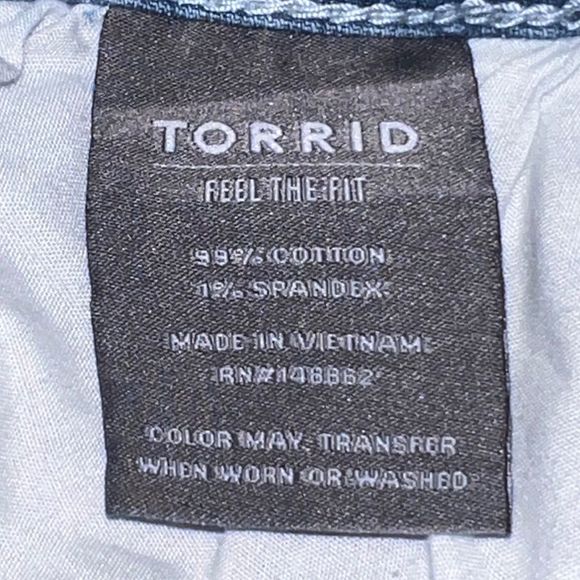 TORRID
FEEL THE FIT
99% COTTON
1% SPANDEX
MADE IN VIETNAM
RN#148862
COLOR MAY TRANSFER
WHEN WORN OR WASHED